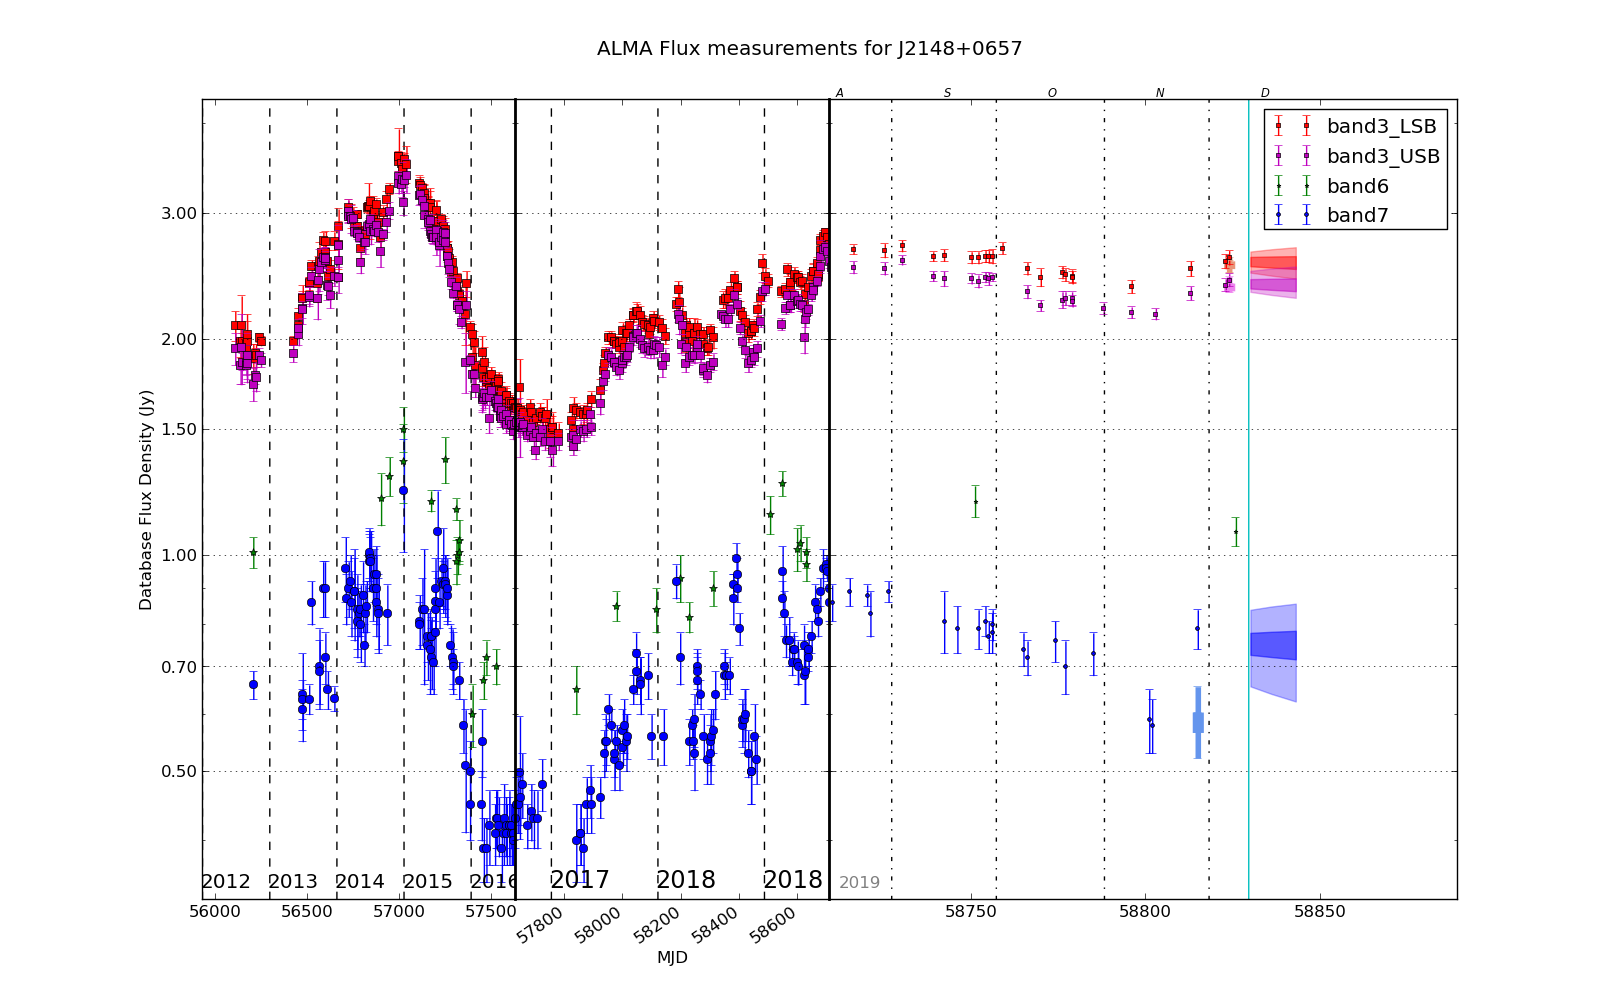 ALMA Flux measurements for J2148+0657
A S O N D
band3_LSB
band3_USB
band6
band7
3.00
2.00
1.50
1.00
0.70
0.50
Database Flux Density (Jy)
2012 2013 2014 2015 2016 2017 2018 2018 2019
56000 56500 57000 57500 57800 58000 58200 58400 58600 58750 58800 58850
MJD